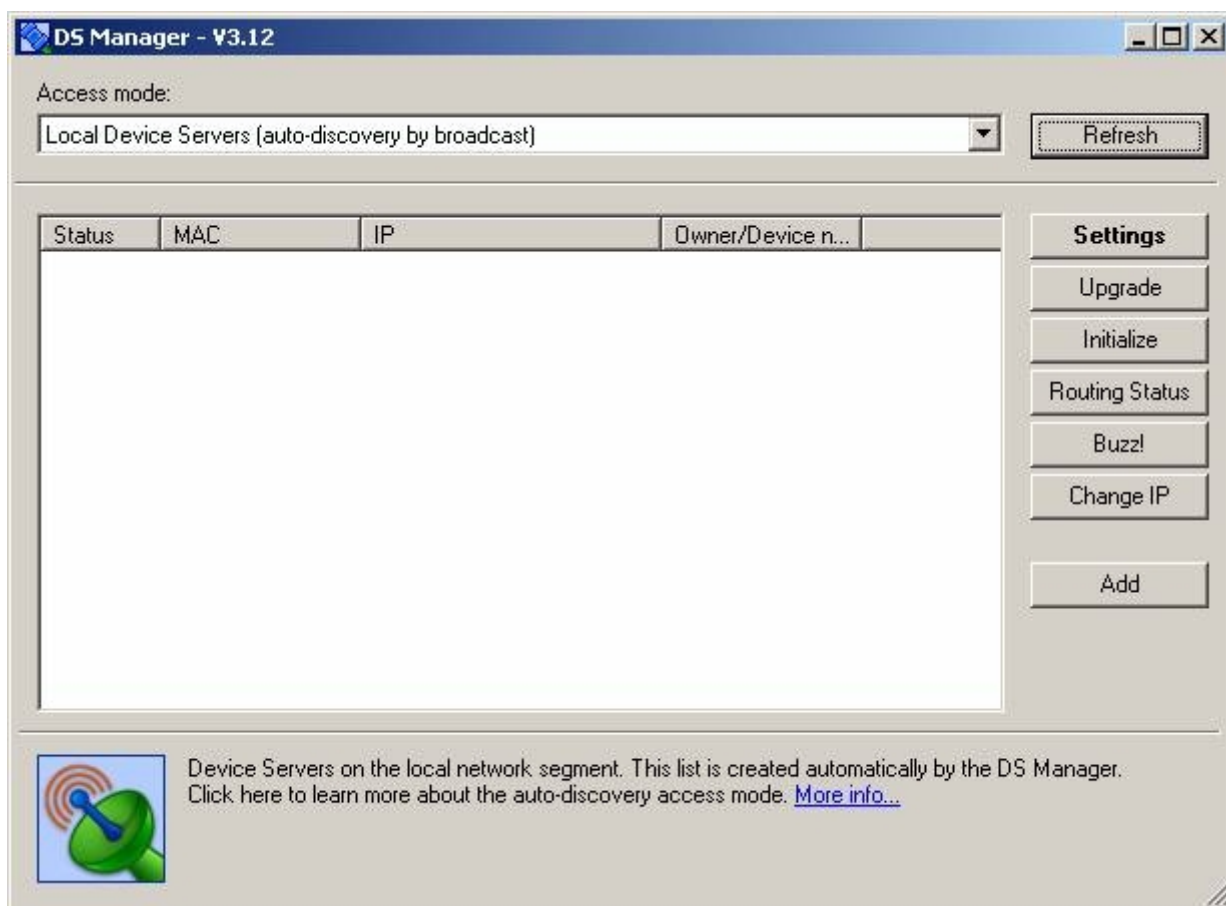 DS Manager - V3.12
Access mode:
Local Device Servers (auto-discovery by broadcast)
Refresh
Status MAC IP Owner/Device n...
Settings
Upgrade
Initialize
Routing Status
Buzz!
Change IP
Add
Device Servers on the local network segment. This list is created automatically by the DS Manager.
Click here to learn more about the auto-discovery access mode. More info...